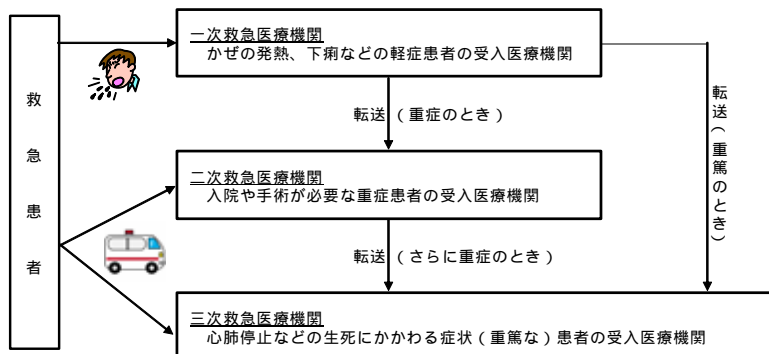 救急患者
一次救急医療機関
かぜの発熱、下痢などの軽症患者の受入医療機関
転送（重症のとき）
転送（重篤のとき）
二次救急医療機関
入院や手術が必要な重症患者の受入医療機関
転送（さらに重症のとき）
三次救急医療機関
心肺停止などの生死にかかわる症状（重篤な）患者の受入医療機関